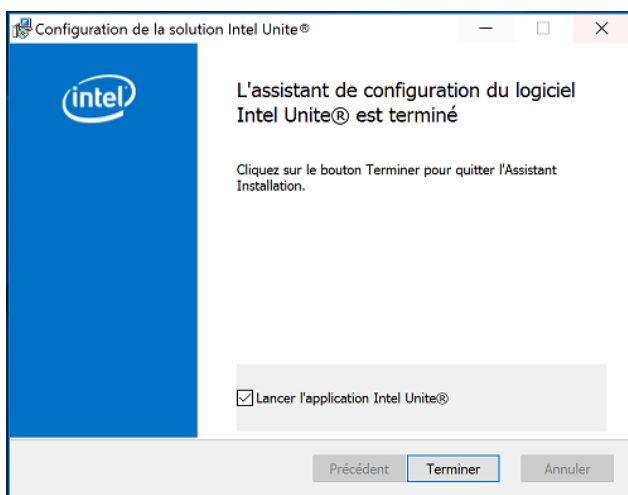 Configuration de la solution Intel Unite®
intel
L'assistant de configuration du logiciel
Intel Unite® est terminé
Cliquez sur le bouton Terminer pour quitter l'Assistant
Installation.
Lancer l'application Intel Unite®
Précédent Terminer Annuler